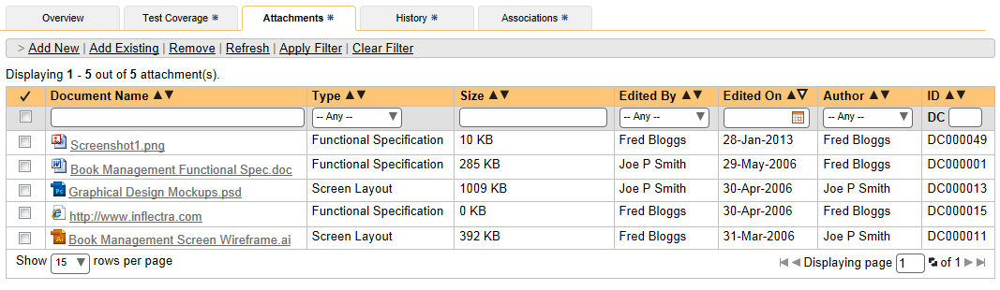 Overview Test Coverage * Attachments * History * Associations *
> Add New | Add Existing | Remove | Refresh | Apply Filter | Clear Filter
Displaying 1 - 5 out of 5 attachment(s).
✓ Document Name ▲▼ Type ▲▼ Size ▲▼ Edited By ▲▼ Edited On ▲▽ Author ▲▼ ID ▲▼
-- Any -- -- Any -- -- Any -- DC
Screenshot1.png Functional Specification 10 KB Fred Bloggs 28-Jan-2013 Fred Bloggs DC000049
Book Management Functional Spec.doc Functional Specification 285 KB Joe P Smith 29-May-2006 Fred Bloggs DC000001
Graphical Design Mockups.psd Screen Layout 1009 KB Joe P Smith 30-Apr-2006 Joe P Smith DC000013
http://www.inflectra.com Functional Specification 0 KB Fred Bloggs 30-Apr-2006 Fred Bloggs DC000015
Book Management Screen Wireframe.ai Screen Layout 392 KB Fred Bloggs 31-Mar-2006 Joe P Smith DC000011
Show 15 rows per page Displaying page 1 of 1